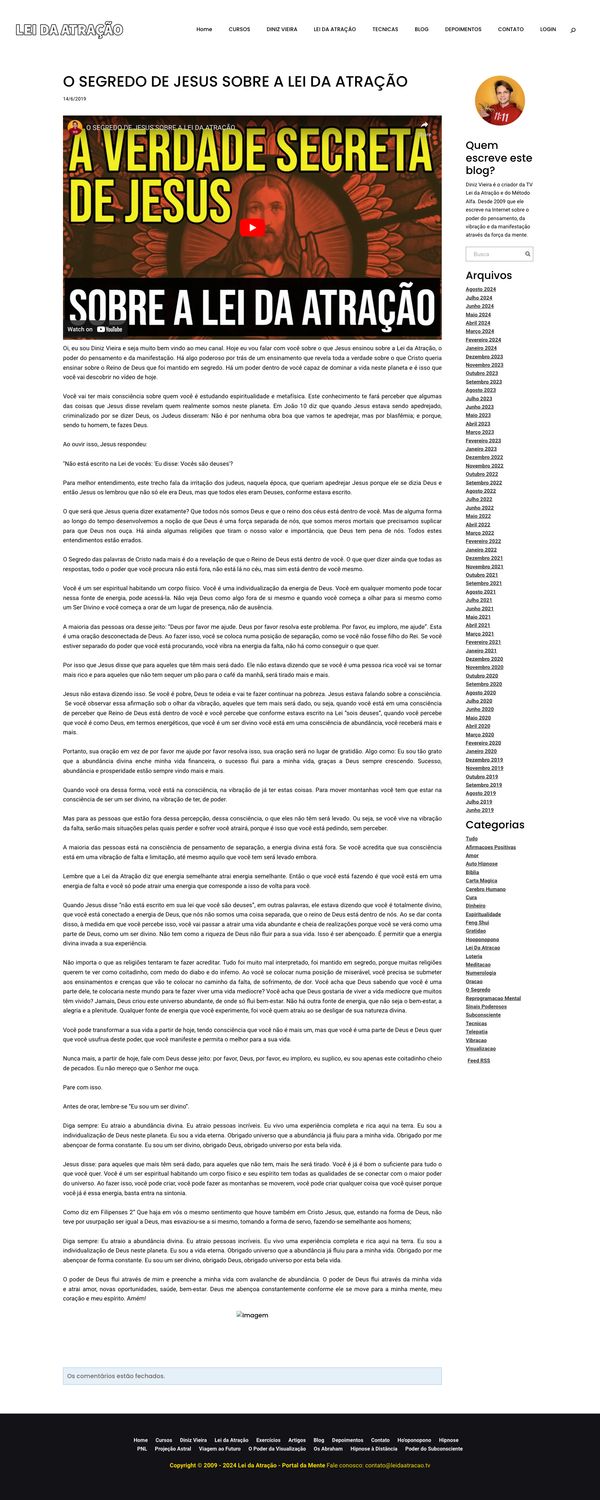 LEI DA ATRAÇÃO
Home CURSOS DINIZ VIEIRA LEI DA ATRAÇÃO TECNICAS BLOG DEPOIMENTOS CONTATO LOGIN
O SEGREDO DE JESUS SOBRE A LEI DA ATRAÇÃO
14/6/2019
O SEGREDO DE JESUS SOBRE A LEI DA ATRAÇÃO
A VERDADE SECRETA
DE JESUS
SOBRE A LEI DA ATRAÇÃO
Watch on YouTube
Oi, eu sou Diniz Vieira e seja muito bem vindo ao meu canal. Hoje eu vou falar com você sobre o que Jesus ensinou sobre a Lei da Atração, o
poder do pensamento e da manifestação. Há algo poderoso por trás de um ensinamento que revela toda a verdade sobre o que Cristo queria
ensinar sobre o Reino de Deus que foi mantido em segredo. Há um poder dentro de você capaz de dominar a vida neste planeta e é isso que
você vai descobrir no vídeo de hoje.
Você vai ter mais consciência sobre quem você é estudando espiritualidade e metafísica. Este conhecimento te fará perceber que algumas
das coisas que Jesus disse revelam quem realmente somos neste planeta. Em João 10 diz que quando Jesus estava sendo apedrejado,
criminalizado por se dizer Deus, os Judeus disseram: Não é por nenhuma obra boa que vamos te apedrejar, mas por blasfêmia; e porque,
sendo tu homem, te fazes Deus.
Ao ouvir isso, Jesus respondeu:
"Não está escrito na Lei de vocês: 'Eu disse: Vocês são deuses'?
Para melhor entendimento, este trecho fala da irritação dos judeus, naquela época, que queriam apedrejar Jesus porque ele se dizia Deus e
então Jesus os lembrou que não só ele era Deus, mas que todos eles eram Deuses, conforme estava escrito.
O que será que Jesus queria dizer exatamente? Que todos nós somos Deus e que o reino dos céus está dentro de você. Mas de alguma forma
ao longo do tempo desenvolvemos a noção de que Deus é uma força separada de nós, que somos meros mortais que precisamos suplicar
para que Deus nos ouça. Há ainda algumas religiões que tiram o nosso valor e importância, que Deus tem pena de nós. Todos estes
entendimentos estão errados.
O Segredo das palavras de Cristo nada mais é do a revelação de que o Reino de Deus está dentro de você. O que quer dizer ainda que todas as
respostas, todo o poder que você procura não está fora, não está lá no céu, mas sim está dentro de você mesmo.
Você é um ser espiritual habitando um corpo físico. Você é uma individualização da energia de Deus. Você em qualquer momento pode tocar
nessa fonte de energia, pode acessá-la. Não veja Deus como algo fora de si mesmo e quando você começa a olhar para si mesmo como
um Ser Divino e você começa a orar de um lugar de presença, não de ausência.
A maioria das pessoas ora desse jeito: “Deus por favor me ajude. Deus por favor resolva este problema. Por favor, eu imploro, me ajude”. Esta
é uma oração desconectada de Deus. Ao fazer isso, você se coloca numa posição de separação, como se você não fosse filho do Rei. Se você
estiver separado do poder que você está procurando, você vibra na energia da falta, não há como conseguir o que quer.
Por isso que Jesus disse que para aqueles que têm mais será dado. Ele não estava dizendo que se você é uma pessoa rica você vai se tornar
mais rico e para aqueles que não tem sequer um pão para o café da manhã, será tirado mais e mais.
Jesus não estava dizendo isso. Se você é pobre, Deus te odeia e vai te fazer continuar na pobreza. Jesus estava falando sobre a consciência.
Se você observar essa afirmação sob o olhar da vibração, aqueles que tem mais será dado, ou seja, quando você está em uma consciência
de perceber que Reino de Deus está dentro de você e você percebe que conforme estava escrito na Lei “sois deuses”, quando você percebe
que você é como Deus, em termos energéticos, que você é um ser divino você está em uma consciência de abundância, você receberá mais e
mais.
Portanto, sua oração em vez de por favor me ajude por favor resolva isso, sua oração será no lugar de gratidão. Algo como: Eu sou tão grato
que a abundância divina enche minha vida financeira, o sucesso flui para a minha vida, graças a Deus sempre crescendo. Sucesso,
abundância e prosperidade estão sempre vindo mais e mais.
Quando você ora dessa forma, você está na consciência, na vibração de já ter estas coisas. Para mover montanhas você tem que estar na
consciência de ser um ser divino, na vibração de ter, de poder.
Mas para as pessoas que estão fora dessa percepção, dessa consciência, o que eles não têm será levado. Ou seja, se você vive na vibração
da falta, serão mais situações pelas quais perder e sofrer você atrairá, porque é isso que você está pedindo, sem perceber.
A maioria das pessoas está na consciência de pensamento de separação, a energia divina está fora. Se você acredita que sua consciência
está em uma vibração de falta e limitação, até mesmo aquilo que você tem será levado embora.
Lembre que a Lei da Atração diz que energia semelhante atrai energia semelhante. Então o que você está fazendo é que você está em uma
energia de falta e você só pode atrair uma energia que corresponde a isso de volta para você.
Quando Jesus disse “não está escrito em sua lei que você são deuses”, em outras palavras, ele estava dizendo que você é totalmente divino,
que você está conectado a energia de Deus, que nós não somos uma coisa separada, que o reino de Deus está dentro de nós. Ao se dar conta
disso, à medida em que você percebe isso, você vai passar a atrair uma vida abundante e cheia de realizações porque você se verá como uma
parte de Deus, como um ser divino. Não tem como a riqueza de Deus não fluir para a sua vida. Isso é ser abençoado. É permitir que a energia
divina invada a sua experiência.
Não importa o que as religiões tentaram te fazer acreditar. Tudo foi muito mal interpretado, foi mantido em segredo, porque muitas religiões
querem te ver como coitadinho, com medo do diabo e do inferno. Ao você se colocar numa posição de miserável, você precisa se submeter
aos ensinamentos e crenças que vão te colocar no caminho da falta, de sofrimento, de dor. Você acha que Deus sabendo que você é uma
parte dele, te colocaria neste mundo para te fazer viver uma vida medíocre? Você acha que Deus gostaria de viver a vida medíocre que muitos
têm vivido? Jamais, Deus criou este universo abundante, de onde só flui bem-estar. Não há outra fonte de energia, que não seja o bem-estar, a
alegria e a plenitude. Qualquer fonte de energia que você experimente, foi você quem atraiu ao se desligar de sua natureza divina.
Você pode transformar a sua vida a partir de hoje, tendo consciência que você não é mais um, mas que você é uma parte de Deus e Deus quer
que você usufrua deste poder, que você manifeste e permita o melhor para a sua vida.
Nunca mais, a partir de hoje, fale com Deus desse jeito: por favor, Deus, por favor, eu imploro, eu suplico, eu sou apenas este coitadinho cheio
de pecados. Eu não mereço que o Senhor me ouça.
Pare com isso.
Antes de orar, lembre-se “Eu sou um ser divino”.
Diga sempre: Eu atraio a abundância divina. Eu atraio pessoas incríveis. Eu vivo uma experiência completa e rica aqui na terra. Eu sou a
individualização de Deus neste planeta. Eu sou a vida eterna. Obrigado universo que a abundância já fluiu para a minha vida. Obrigado por me
abençoar de forma constante. Eu sou um ser divino, obrigado Deus, obrigado universo por esta bela vida.
Jesus disse: para aqueles que mais têm será dado, para aqueles que não tem, mais lhe será tirado. Você é já é bom o suficiente para tudo o
que você quer. Você é um ser espiritual habitando um corpo físico e seu espírito tem todas as qualidades de se conectar com o maior poder
do universo. Ao fazer isso, você pode criar, você pode fazer as montanhas se moverem, você pode criar qualquer coisa que você quiser porque
você já é essa energia, basta entra na sintonia.
Como diz em Filipenses 2” Que haja em vós o mesmo sentimento que houve também em Cristo Jesus, que, estando na forma de Deus, não
teve por usurpação ser igual a Deus, mas esvaziou-se a si mesmo, tomando a forma de servo, fazendo-se semelhante aos homens;
Diga sempre: Eu atraio a abundância divina. Eu atraio pessoas incríveis. Eu vivo uma experiência completa e rica aqui na terra. Eu sou a
individualização de Deus neste planeta. Eu sou a vida eterna. Obrigado universo que a abundância já fluiu para a minha vida. Obrigado por me
abençoar de forma constante. Eu sou um ser divino, obrigado Deus, obrigado universo por esta bela vida.
O poder de Deus flui através de mim e preenche a minha vida com avalanche de abundância. O poder de Deus flui através da minha vida
e atrai amor, novas oportunidades, saúde, bem-estar. Deus me abençoa constantemente conforme ele se move para a minha mente, meu
coração e meu espírito. Amém!
Imagem
Os comentários estão fechados.
11:11
Quem
escreve este
blog?
Diniz Vieira é o criador da TV
Lei da Atração e do Método
Alfa. Desde 2009 que ele
escreve na Internet sobre o
poder do pensamento, da
vibração e da manifestação
através da força da mente.
Busca
Arquivos
Agosto 2024
Julho 2024
Junho 2024
Maio 2024
Abril 2024
Março 2024
Fevereiro 2024
Janeiro 2024
Dezembro 2023
Novembro 2023
Outubro 2023
Setembro 2023
Agosto 2023
Julho 2023
Junho 2023
Maio 2023
Abril 2023
Março 2023
Fevereiro 2023
Janeiro 2023
Dezembro 2022
Novembro 2022
Outubro 2022
Setembro 2022
Agosto 2022
Julho 2022
Junho 2022
Maio 2022
Abril 2022
Março 2022
Fevereiro 2022
Janeiro 2022
Dezembro 2021
Novembro 2021
Outubro 2021
Setembro 2021
Agosto 2021
Julho 2021
Junho 2021
Maio 2021
Abril 2021
Março 2021
Fevereiro 2021
Janeiro 2021
Dezembro 2020
Novembro 2020
Outubro 2020
Setembro 2020
Agosto 2020
Julho 2020
Junho 2020
Maio 2020
Abril 2020
Março 2020
Fevereiro 2020
Janeiro 2020
Dezembro 2019
Novembro 2019
Outubro 2019
Setembro 2019
Agosto 2019
Julho 2019
Junho 2019
Categorias
Tudo
Afirmacoes Positivas
Amor
Auto Hipnose
Bíblia
Carta Magica
Cerebro Humano
Cura
Dinheiro
Espiritualidade
Feng Shui
Gratidao
Hooponopono
Lei Da Atracao
Loteria
Meditacao
Numerologia
Oracao
O Segredo
Reprogramacao Mental
Sinais Poderosos
Subconsciente
Tecnicas
Telepatia
Vibracao
Visualizacao
Feed RSS
Home Cursos Diniz Vieira Lei da Atração Exercícios Artigos Blog Depoimentos Contato Ho'oponopono Hipnose
PNL Projeção Astral Viagem ao Futuro O Poder da Visualização Os Abraham Hipnose à Distância Poder do Subconsciente
Copyright © 2009 - 2024 Lei da Atração - Portal da Mente Fale conosco: contato@leidaatracao.tv